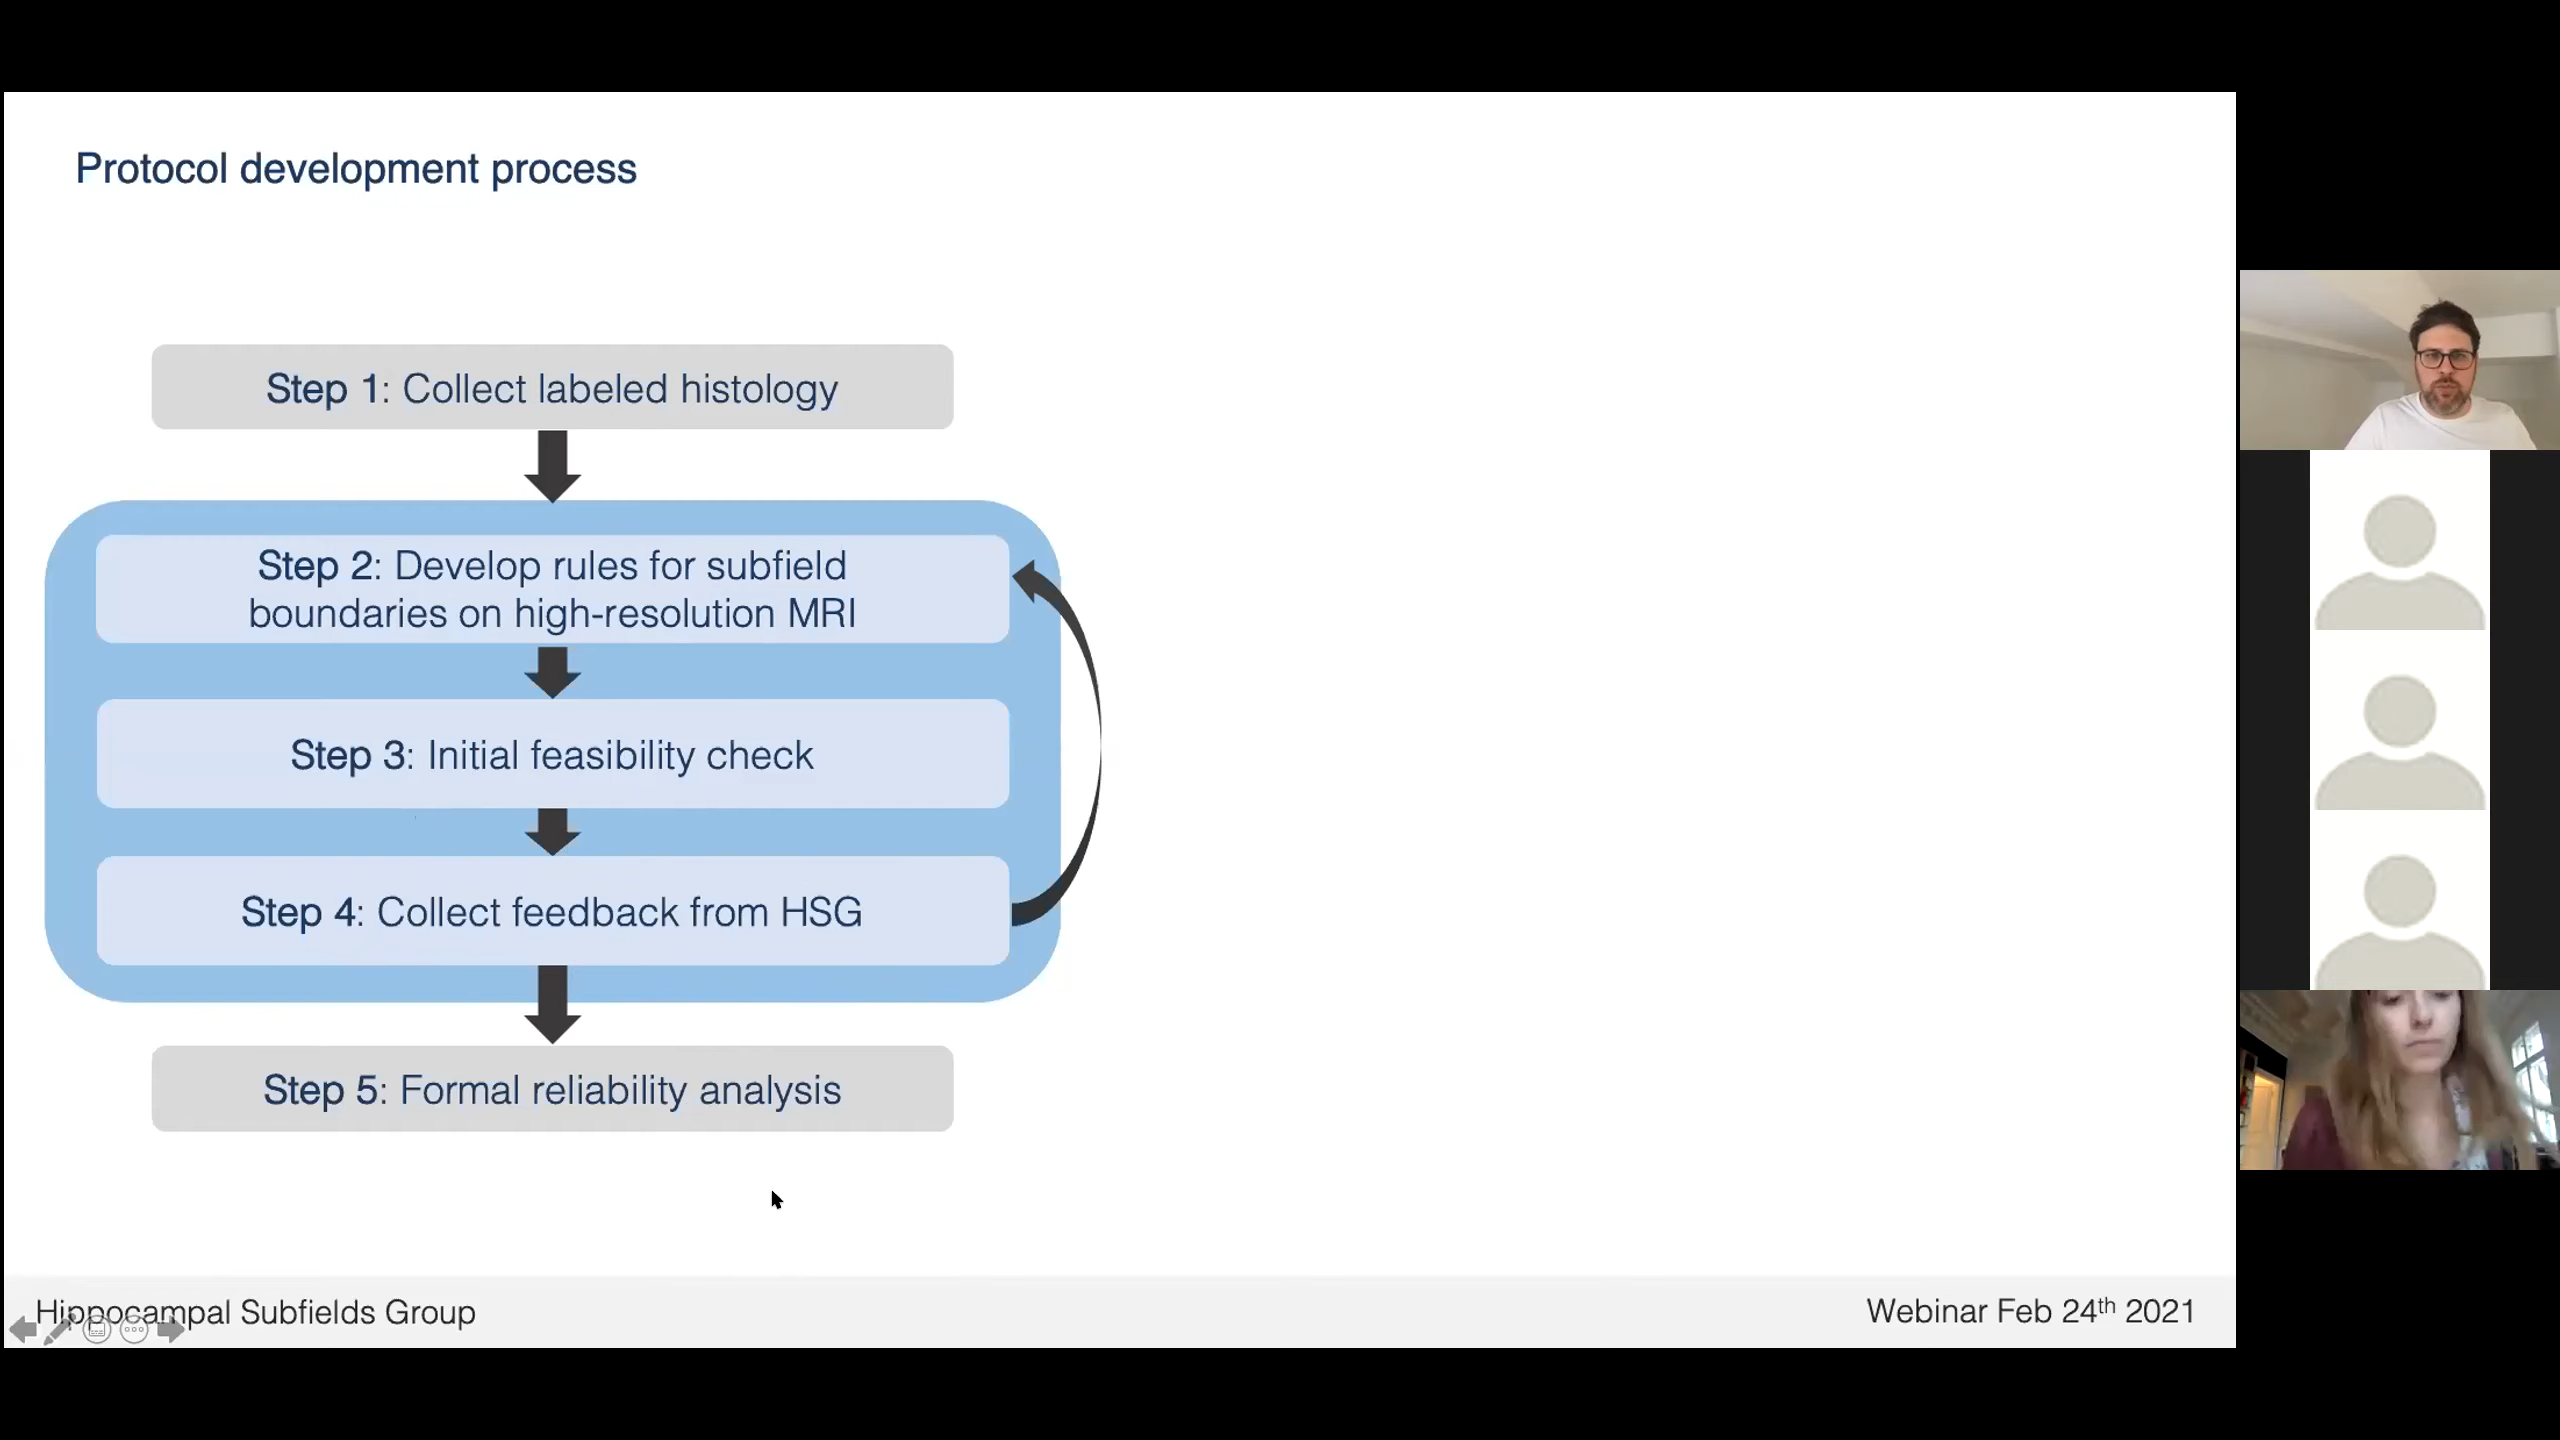 Protocol development process
Step 1: Collect labeled histology
Step 2: Develop rules for subfield
boundaries on high-resolution MRI
Step 3: Initial feasibility check
Step 4: Collect feedback from HSG
Step 5: Formal reliability analysis
Hippocampal Subfields Group
Webinar Feb 24th 2021